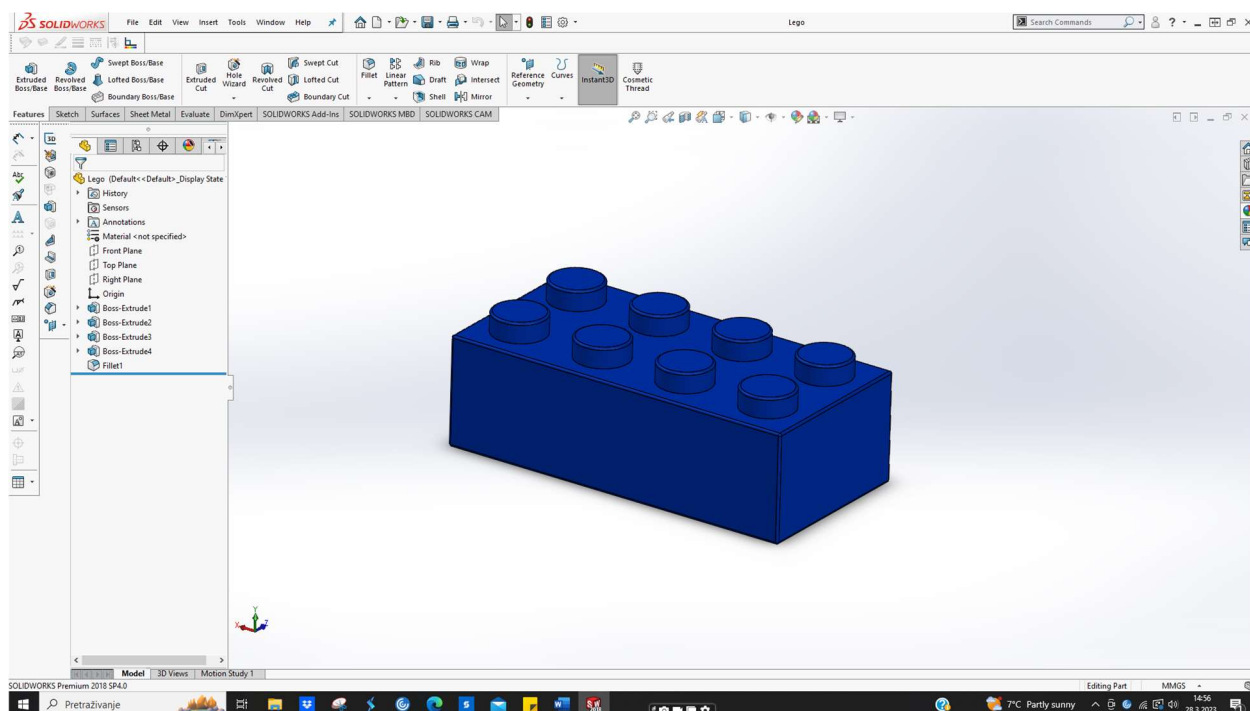 SOLIDWORKS File Edit View Insert Tools Window Help Lego Search Commands
Extruded Boss/Base
Revolved Boss/Base
Swept Boss/Base
Lofted Boss/Base
Boundary Boss/Base
Extruded Cut
Hole Wizard
Revolved Cut
Swept Cut
Lofted Cut
Boundary Cut
Fillet
Linear Pattern
Rib
Draft
Shell
Wrap
Intersect
Mirror
Reference Geometry
Curves
Instant3D
Cosmetic Thread
Features Sketch Surfaces Sheet Metal Evaluate DimXpert SOLIDWORKS Add-Ins SOLIDWORKS MBD SOLIDWORKS CAM
Lego (Default<<Default>_Display State
History
Sensors
Annotations
Material <not specified>
Front Plane
Top Plane
Right Plane
Origin
Boss-Extrude1
Boss-Extrude2
Boss-Extrude3
Boss-Extrude4
Fillet1
Y
X
Z
Model 3D Views Motion Study 1
SOLIDWORKS Premium 2018 SP4.0 Editing Part MMGS
Pretraživanje 7°C Partly sunny 14:56
28.3.2023.